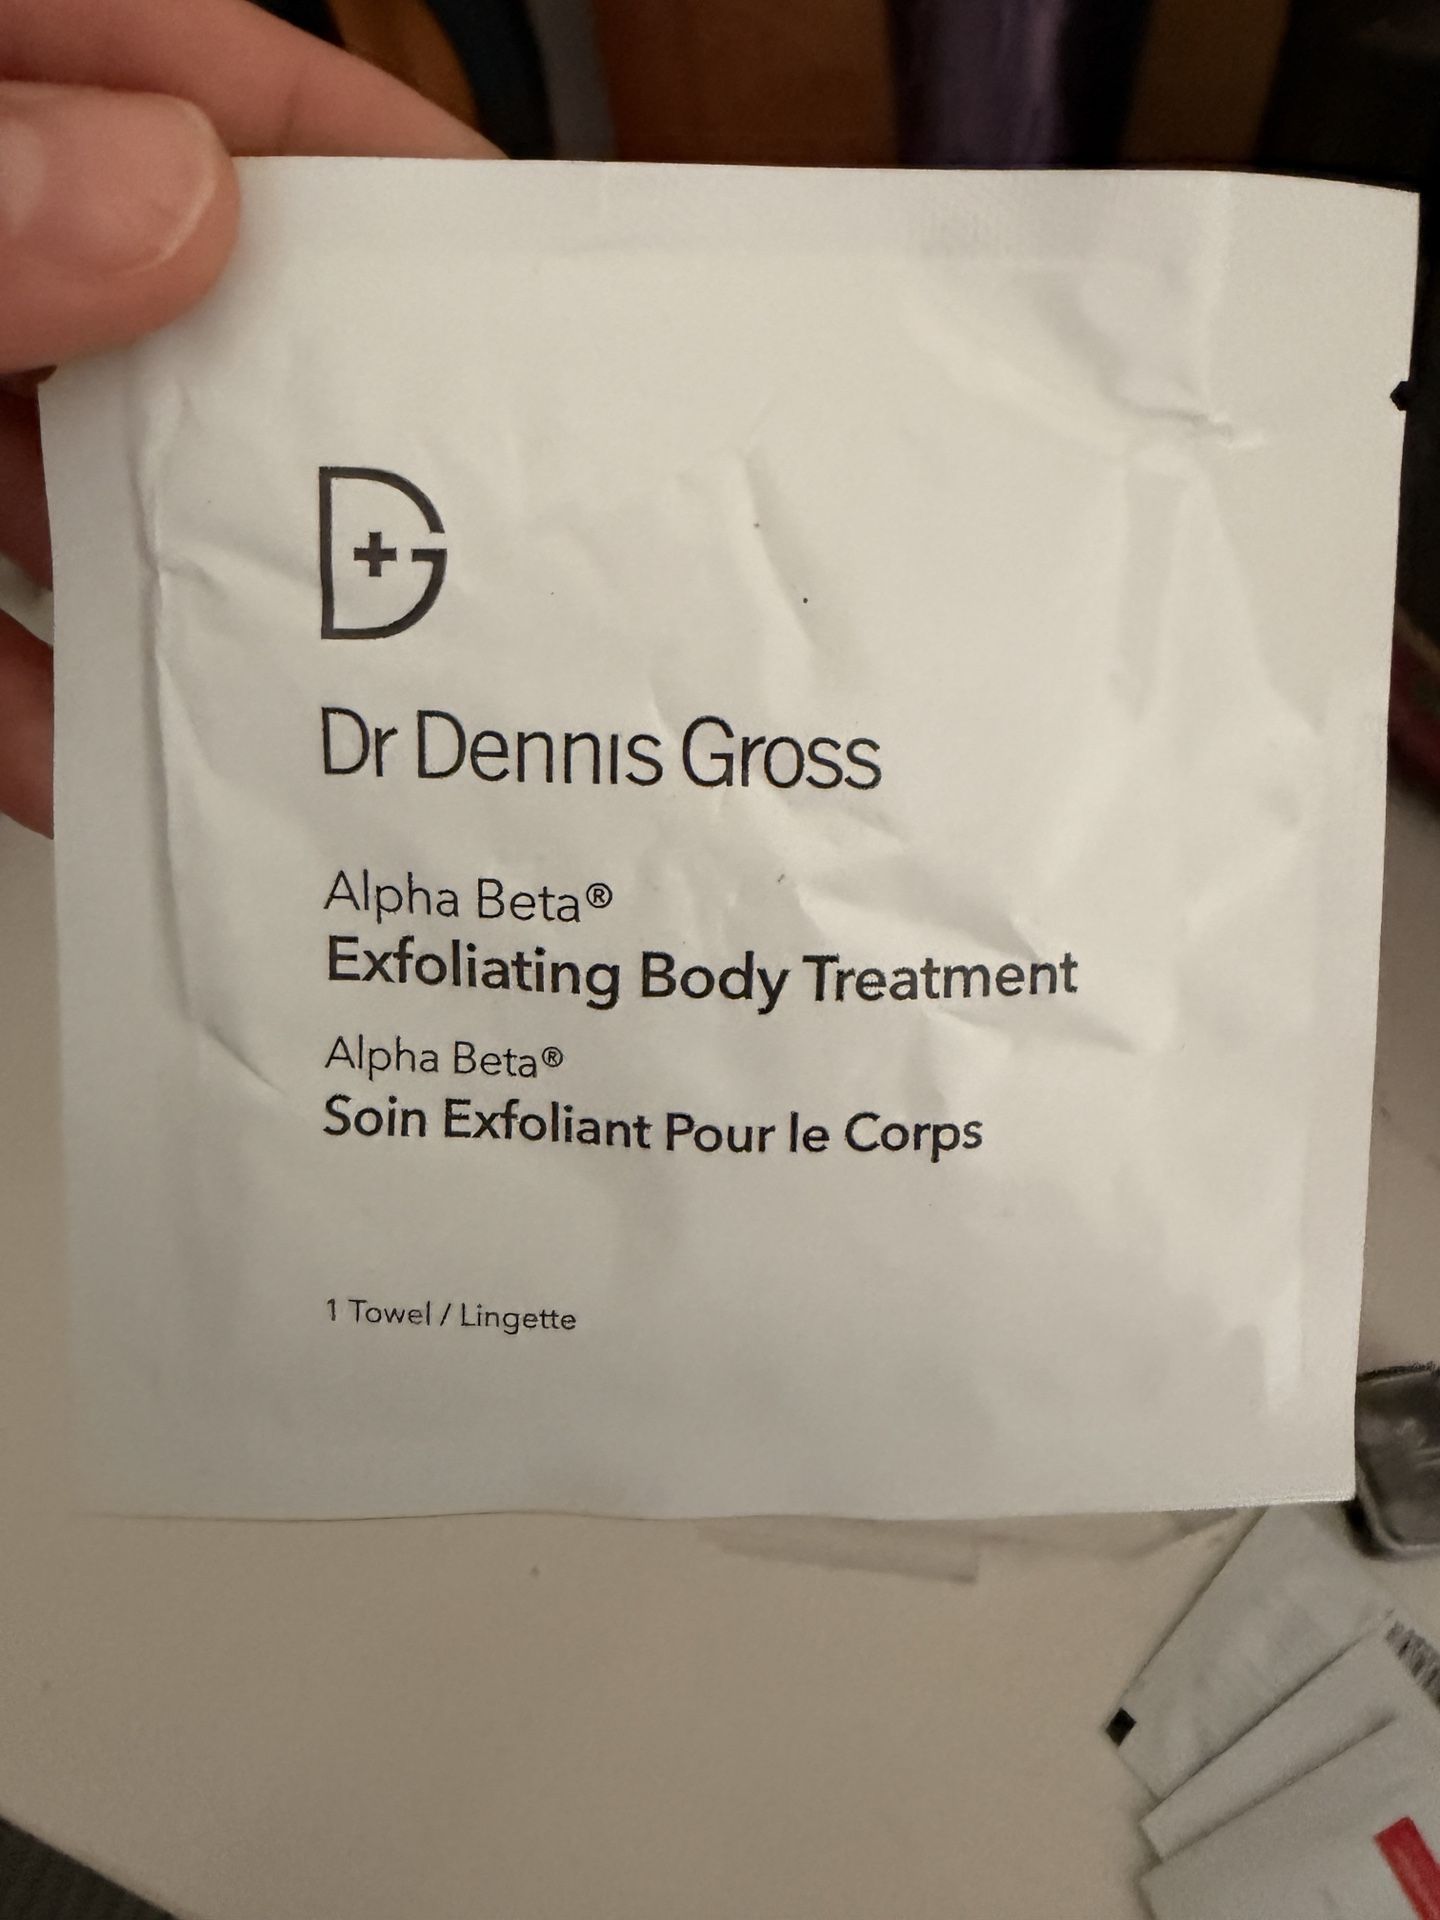 Dr Dennis Gross
Alpha Beta®
Exfoliating Body Treatment
Alpha Beta®
Soin Exfoliant Pour le Corps
1 Towel / Lingette